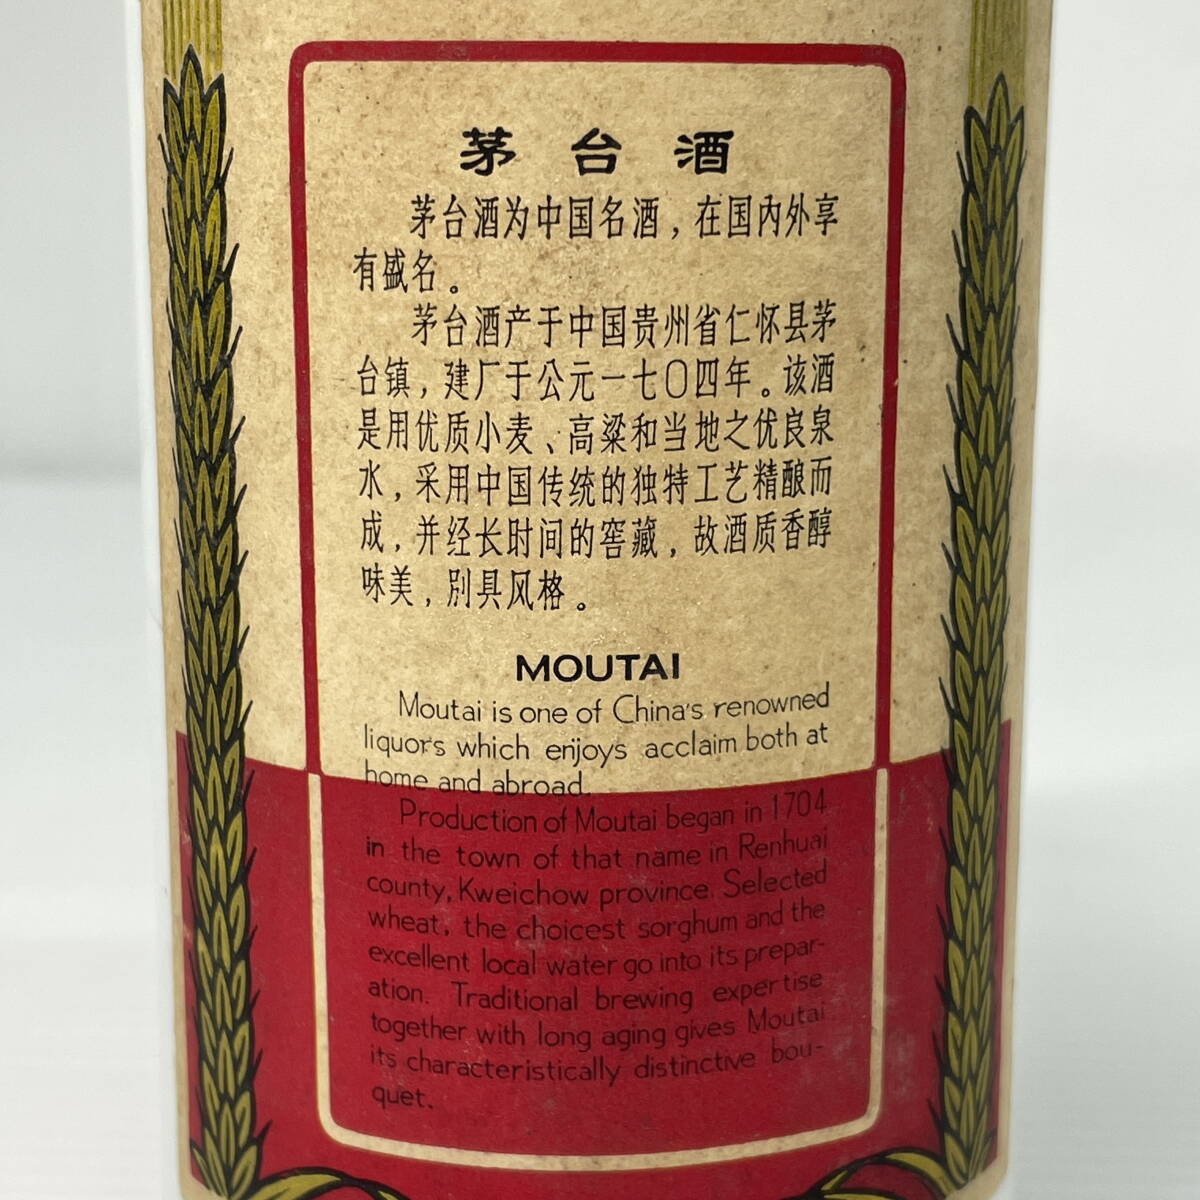 茅台酒
茅台酒为中国名酒，在国内外享
有盛名。
茅台酒产于中国贵州省仁怀县茅
台镇，建厂于公元一七〇四年。该酒
是用优质小麦、高粱和当地之优良泉
水，采用中国传统的独特工艺精酿而
成，并经长时间的窖藏，故酒质香醇
味美，别具风格。
MOUTAI
Moutai is one of China's renowned
liquors which enjoys acclaim both at
home and abroad.
Production of Moutai began in 1704
in the town of that name in Renhuai
county, Kweichow province. Selected
wheat, the choicest sorghum and the
excellent local water go into its prepar-
ation. Traditional brewing expertise
together with long aging gives Moutai
its characteristically distinctive bou-
quet.